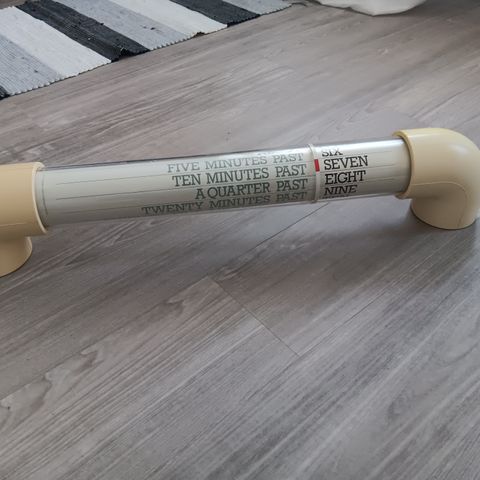 FIVE MINUTES PAST SIX
TEN MINUTES PAST SEVEN
A QUARTER PAST EIGHT
TWENTY MINUTES PAST NINE